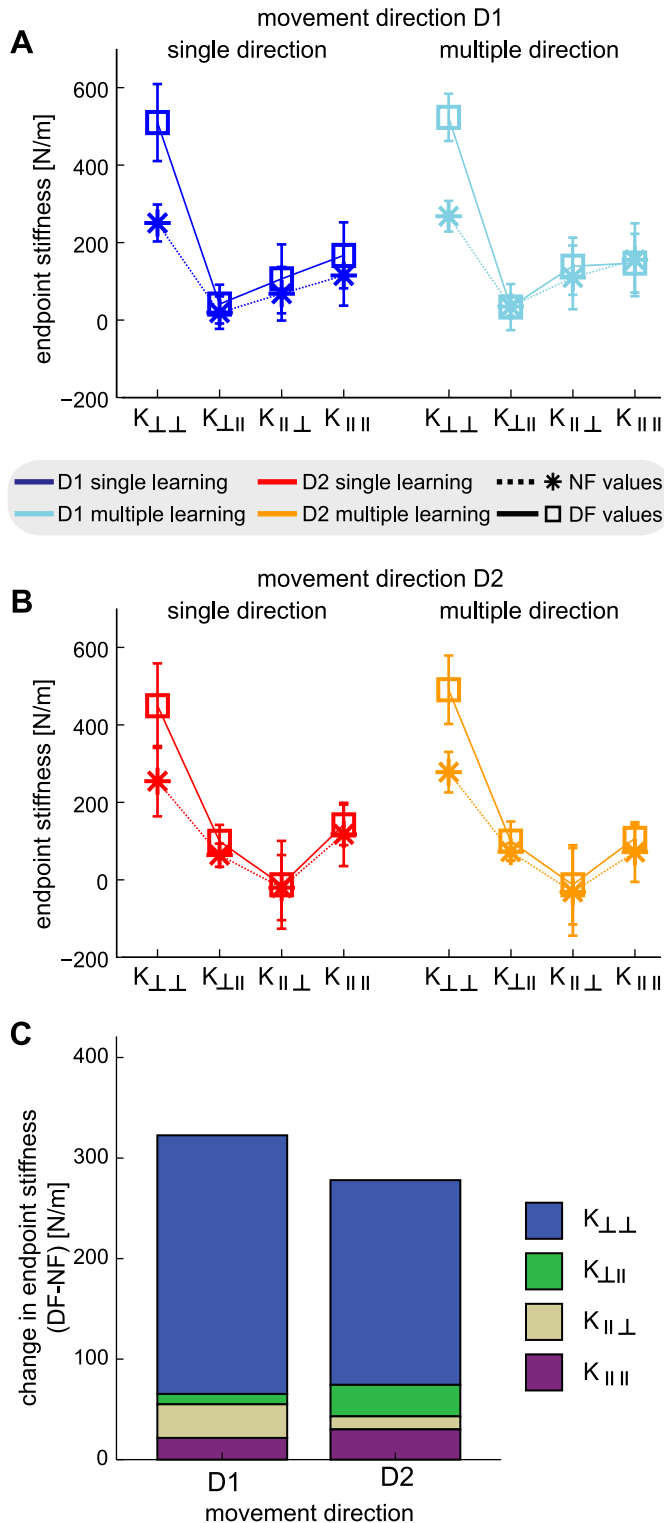 movement direction D1
A
single direction
multiple direction
endpoint stiffness [N/m]
600
400
200
0
−200
K⊥⊥ K⊥|| K||⊥ K|| || K⊥⊥ K⊥|| K||⊥ K|| ||
D1 single learning D2 single learning NF values
D1 multiple learning D2 multiple learning DF values
movement direction D2
B
single direction
multiple direction
endpoint stiffness [N/m]
600
400
200
0
−200
K⊥⊥ K⊥|| K||⊥ K|| || K⊥⊥ K⊥|| K||⊥ K|| ||
C
change in endpoint stiffness
(DF-NF) [N/m]
400
300
200
100
0
D1 D2
movement direction
K⊥⊥
K⊥||
K||⊥
K|| ||